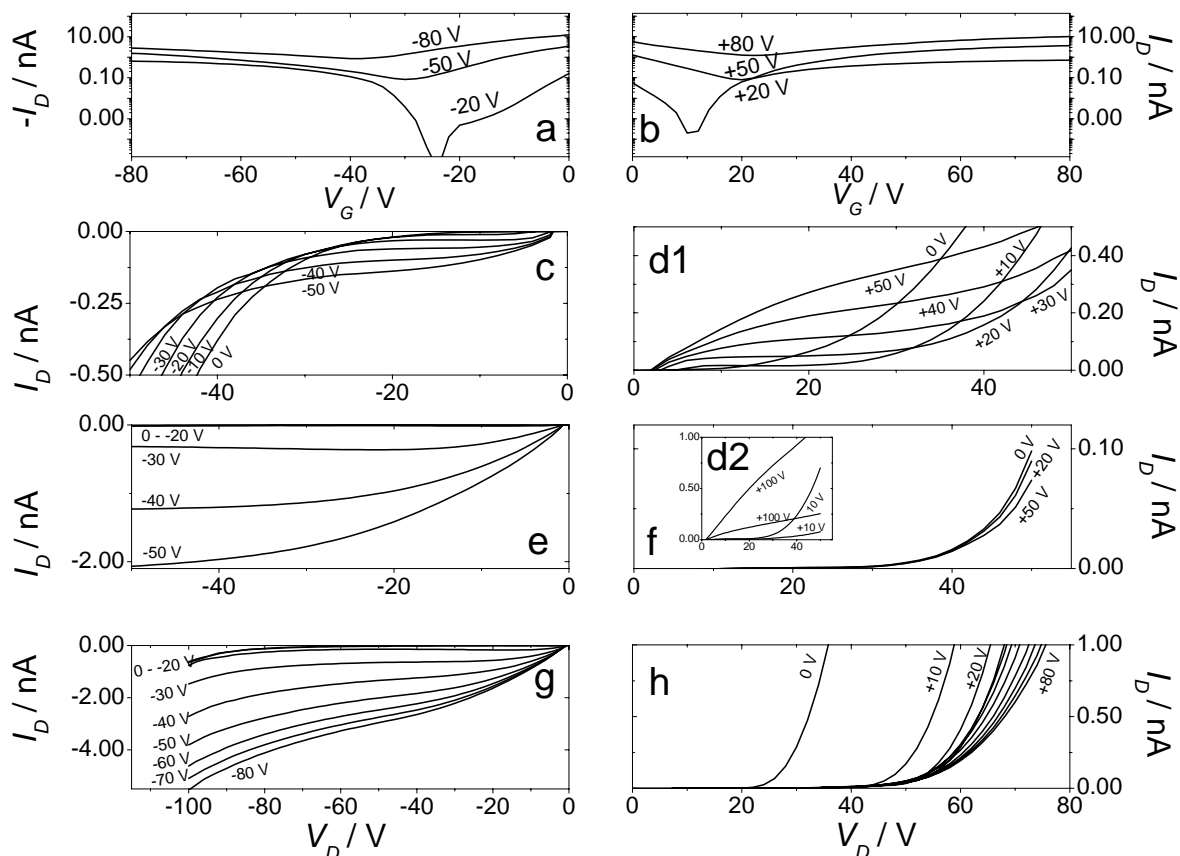 10.00
0.10
0.00
-I_D / nA
-80 V
-50 V
-20 V
a
-80
-60
-40
-20
0
V_G / V
+80 V
+50 V
+20 V
b
10.00
0.10
0.00
I_D / nA
0
20
40
60
80
V_G / V
0.00
-0.25
-0.50
I_D / nA
c
-40 V
-50 V
-30 V
-20 V
-10 V
0 V
-40
-20
0
d1
0 V
+10 V
+50 V
+40 V
+30 V
+20 V
0.40
0.20
0.00
I_D / nA
0
20
40
0.00
-2.00
I_D / nA
0 - -20 V
-30 V
-40 V
-50 V
e
-40
-20
0
1.00
0.50
0.00
d2
+100 V
10 V
+100 V
+10 V
0
20
40
f
0 V
+20 V
+50 V
0.10
0.00
I_D / nA
0
20
40
0.00
-2.00
-4.00
I_D / nA
0 - -20 V
-30 V
-40 V
-50 V
-60 V
-70 V
-80 V
g
-100
-80
-60
-40
-20
0
V_D / V
h
0 V
+10 V
+20 V
+80 V
1.00
0.50
0.00
I_D / nA
0
20
40
60
80
V_D / V